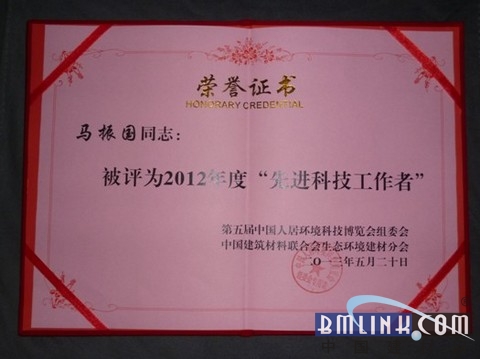 荣誉证书
HONORARY CREDENTIAL
马振国同志：
被评为2012年度“先进科技工作者”
第五届中国人居环境科技博览会组委会
中国建筑材料联合会生态环境建材分会
二〇一三年五月二十日
BMLINK.COM